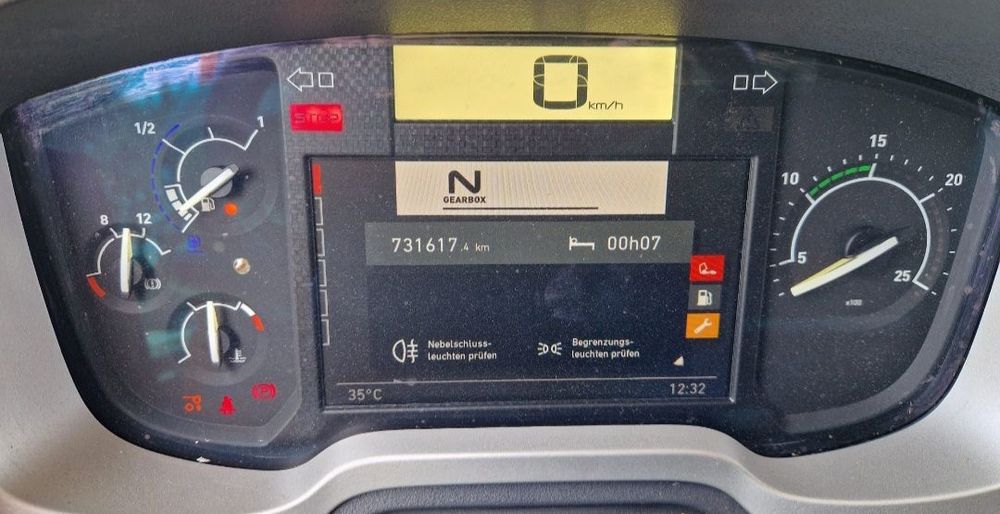 0 km/h
STOP
1/2
1
8
12
N
GEARBOX
731617.4 km
00h07
Nebelschluss-
leuchten prüfen
Begrenzungs-
leuchten prüfen
35°C
12:32
5
10
15
20
25
x100
P